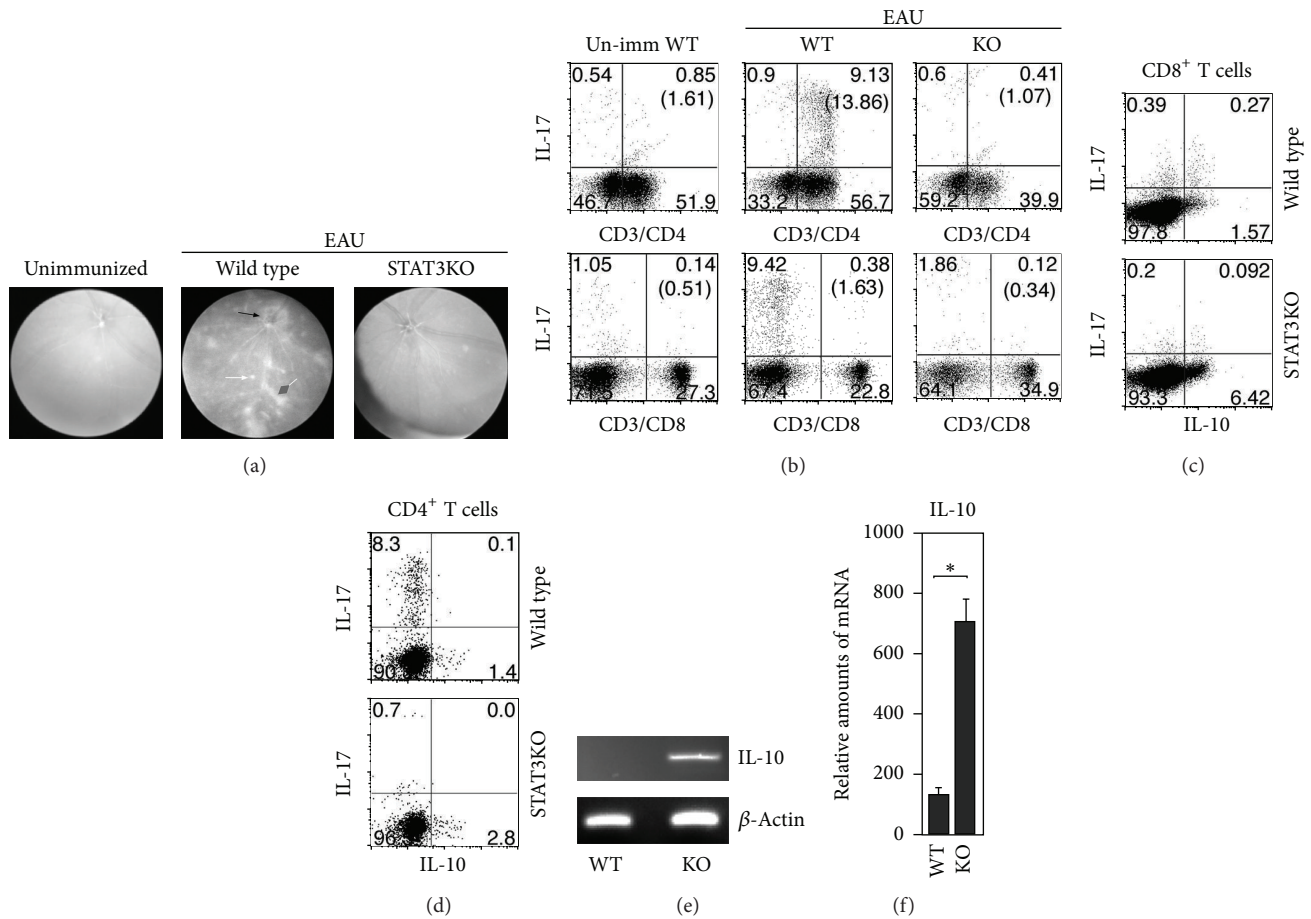 EAU
Unimmunized
Wild type
STAT3KO
(a)
EAU
Un-imm WT
WT
KO
IL-17
0.54
0.85
(1.61)
46.7
51.9
CD3/CD4
0.9
9.13
(13.86)
33.2
56.7
CD3/CD4
0.6
0.41
(1.07)
59.2
39.9
CD3/CD4
IL-17
1.05
0.14
(0.51)
27.3
CD3/CD8
9.42
0.38
(1.63)
67.4
22.8
CD3/CD8
1.86
0.12
(0.34)
64.1
34.9
CD3/CD8
(b)
CD8+ T cells
IL-17
0.39
0.27
97.8
1.57
Wild type
IL-17
0.2
0.092
93.3
6.42
STAT3KO
IL-10
(c)
CD4+ T cells
IL-17
8.3
0.1
90
1.4
Wild type
IL-17
0.7
0.0
96
2.8
STAT3KO
IL-10
(d)
IL-10
β-Actin
WT
KO
(e)
IL-10
Relative amounts of mRNA
1000
800
600
400
200
0
*
WT
KO
(f)